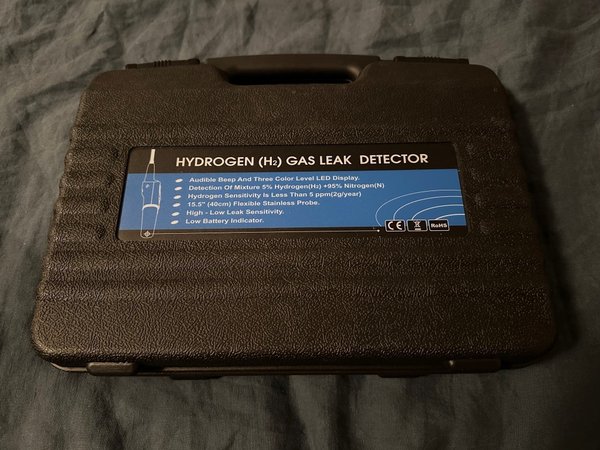 HYDROGEN (H₂) GAS LEAK DETECTOR
Audible Beep And Three Color Level LED Display.
Detection Of Mixture 5% Hydrogen(H₂) +95% Nitrogen(N)
Hydrogen Sensitivity Is Less Than 5 ppm(2g/year)
15.5" (40cm) Flexible Stainless Probe.
High - Low Leak Sensitivity.
Low Battery Indicator.
CE RoHS